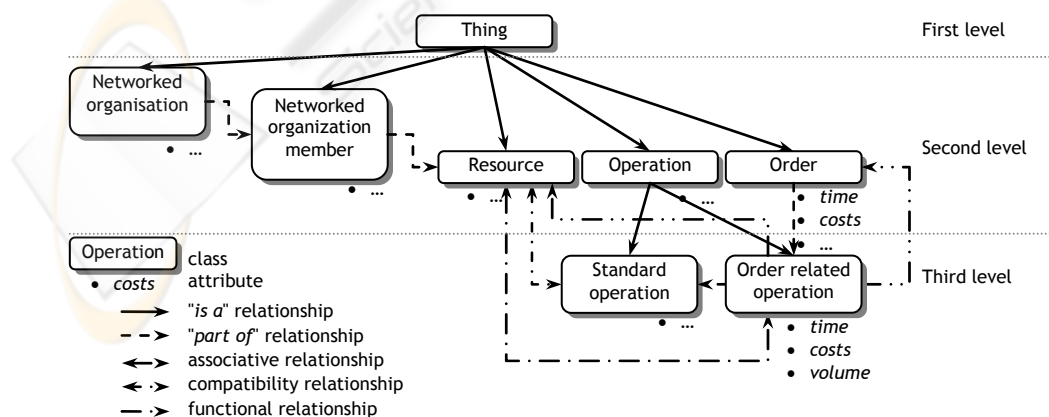 Thing
First level
Networked
organisation
• ...
Networked
organization
member
• ...
Second level
Resource
Operation
Order
• ...
• ...
• time
• costs
• ...
Operation
class
• costs
attribute
Standard
operation
Order related
operation
Third level
• ...
• time
• costs
• volume
"is a" relationship
"part of" relationship
associative relationship
compatibility relationship
functional relationship